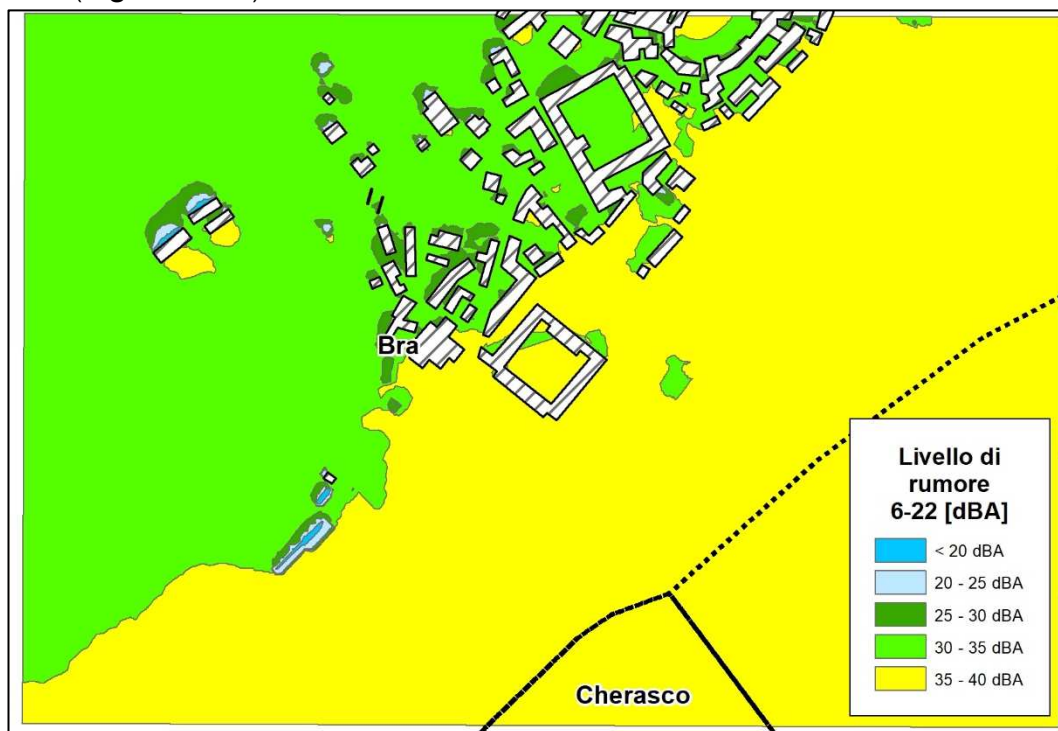 Bra
Cherasco
Livello di
rumore
6-22 [dBA]
< 20 dBA
20 - 25 dBA
25 - 30 dBA
30 - 35 dBA
35 - 40 dBA